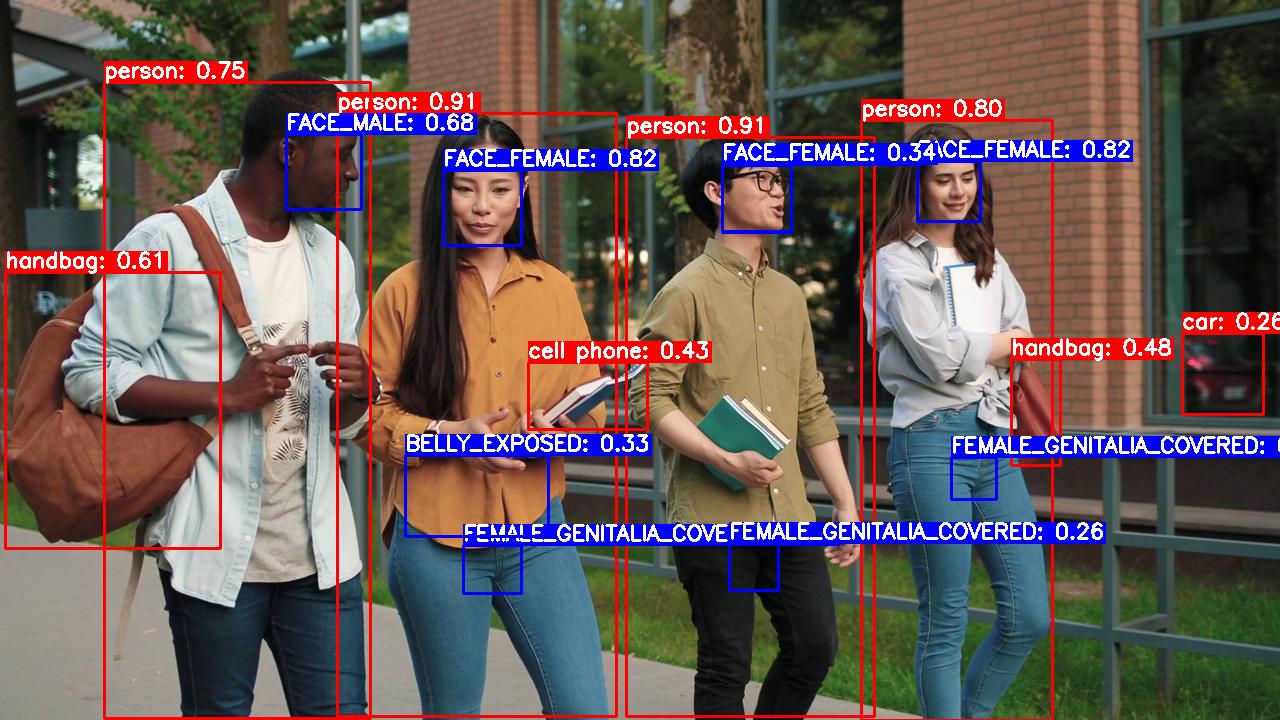 person: 0.75
person: 0.91
FACE_MALE: 0.68
person: 0.91
person: 0.80
FACE_FEMALE: 0.82
FACE_FEMALE: 0.34
ACE_FEMALE: 0.82
handbag: 0.61
cell phone: 0.43
handbag: 0.48
car: 0.26
BELLY_EXPOSED: 0.33
FEMALE_GENITALIA_COVERED:
FEMALE_GENITALIA_COVE
FEMALE_GENITALIA_COVERED: 0.26